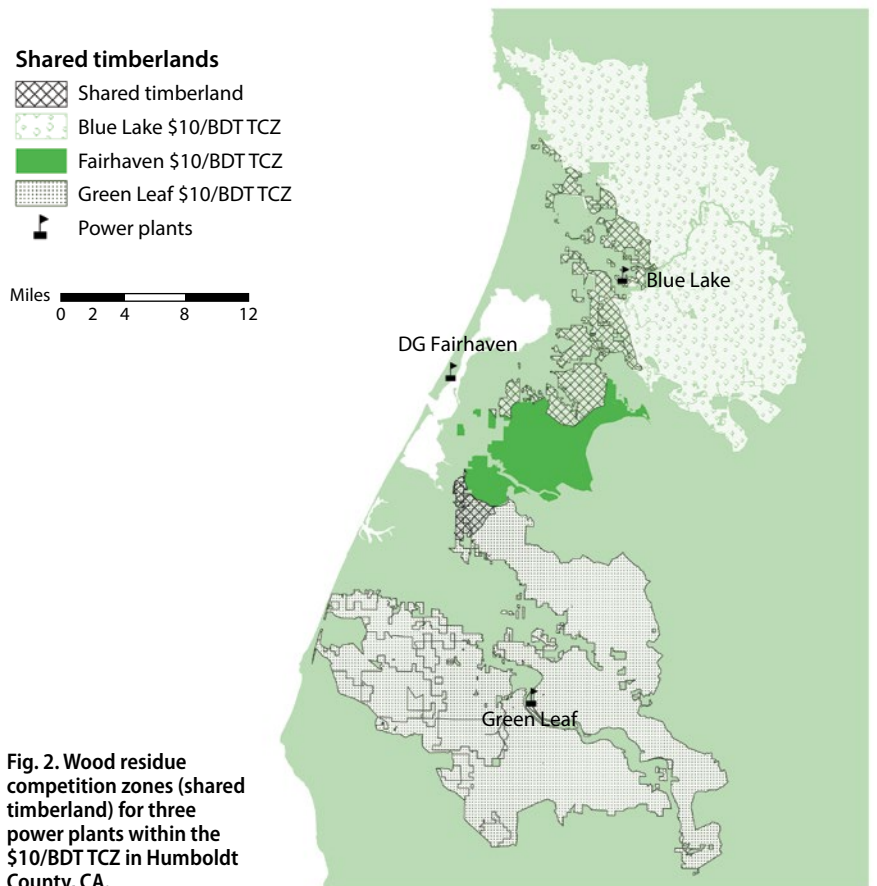 Shared timberlands
Shared timberland
Blue Lake $10/BDT TCZ
Fairhaven $10/BDT TCZ
Green Leaf $10/BDT TCZ
Power plants
Miles
0 2 4 8 12
Blue Lake
DG Fairhaven
Green Leaf
Fig. 2. Wood residue
competition zones (shared
timberland) for three
power plants within the
$10/BDT TCZ in Humboldt
County, CA.